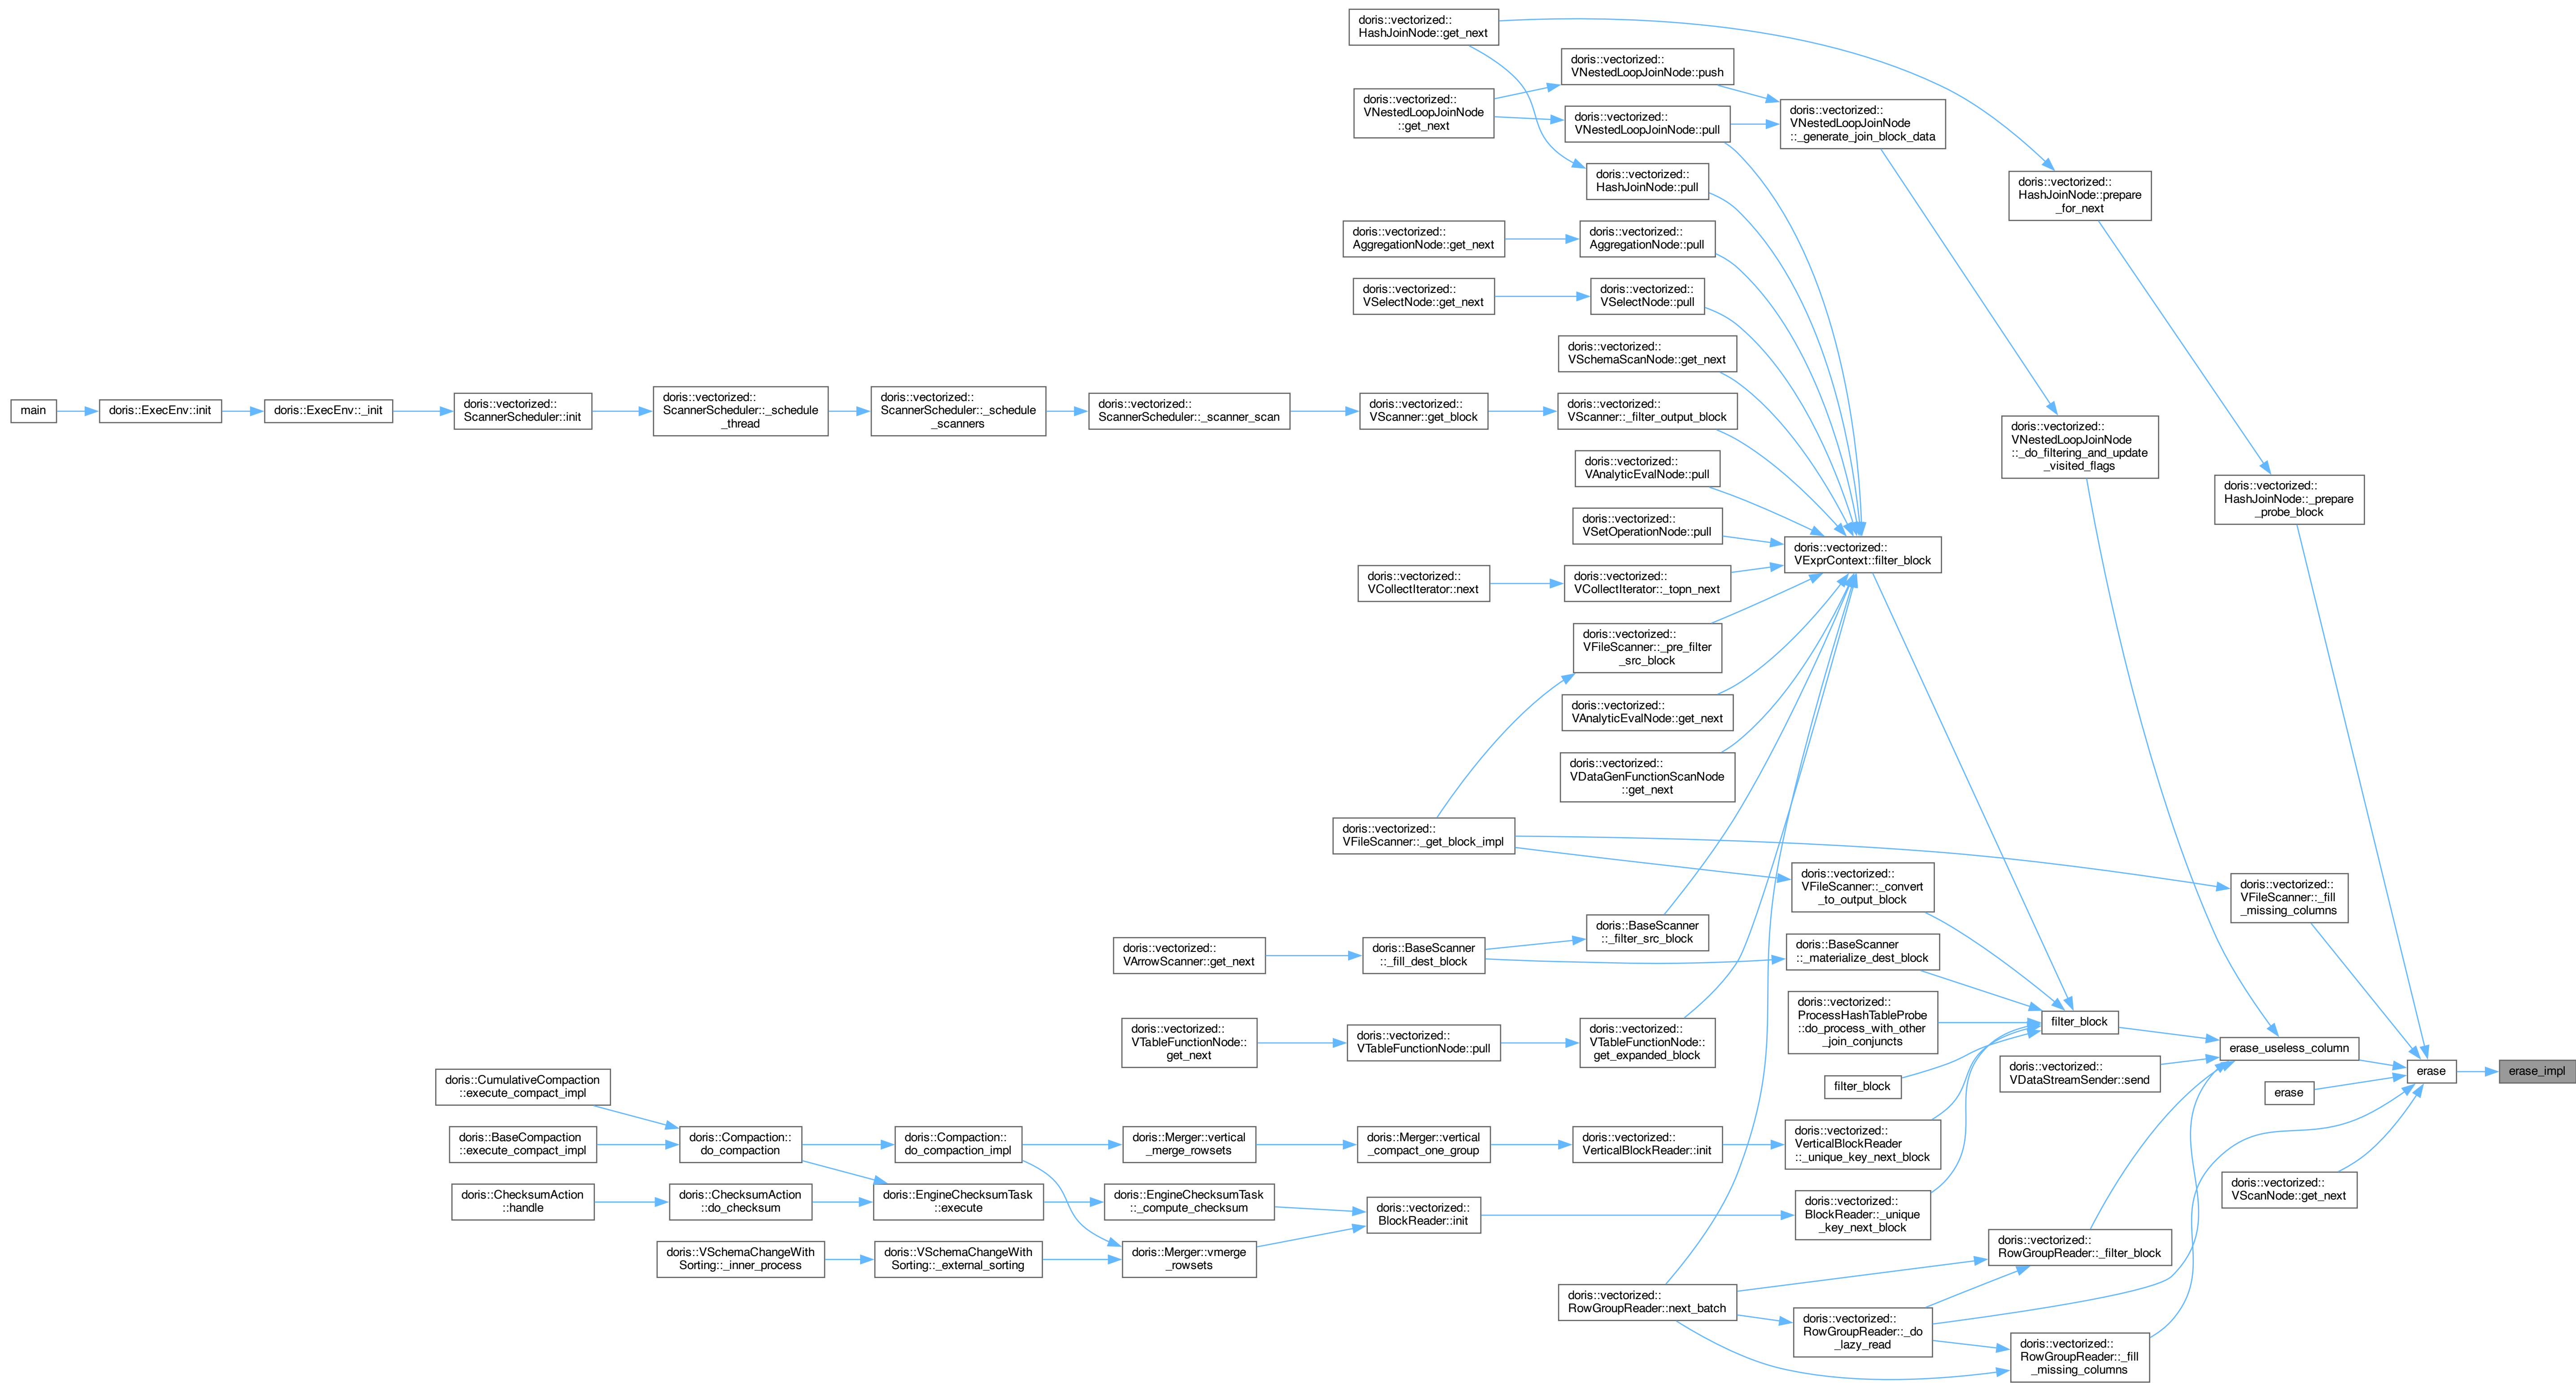 doris::vectorized::
HashJoinNode::get_next
doris::vectorized::
VNestedLoopJoinNode::push
doris::vectorized::
VNestedLoopJoinNode
::get_next
doris::vectorized::
VNestedLoopJoinNode::pull
doris::vectorized::
VNestedLoopJoinNode
::_generate_join_block_data
doris::vectorized::
HashJoinNode::pull
doris::vectorized::
HashJoinNode::prepare
_for_next
doris::vectorized::
AggregationNode::get_next
doris::vectorized::
AggregationNode::pull
doris::vectorized::
VSelectNode::get_next
doris::vectorized::
VSelectNode::pull
doris::vectorized::
VSchemaScanNode::get_next
main
doris::ExecEnv::init
doris::ExecEnv::_init
doris::vectorized::
ScannerScheduler::init
doris::vectorized::
ScannerScheduler::_schedule
_thread
doris::vectorized::
ScannerScheduler::_schedule
_scanners
doris::vectorized::
ScannerScheduler::_scanner_scan
doris::vectorized::
VScanner::get_block
doris::vectorized::
VScanner::_filter_output_block
doris::vectorized::
VNestedLoopJoinNode
::_do_filtering_and_update
_visited_flags
doris::vectorized::
VAnalyticEvalNode::pull
doris::vectorized::
HashJoinNode::_prepare
_probe_block
doris::vectorized::
VSetOperationNode::pull
doris::vectorized::
VExprContext::filter_block
doris::vectorized::
VCollectIterator::next
doris::vectorized::
VCollectIterator::_topn_next
doris::vectorized::
VFileScanner::_pre_filter
_src_block
doris::vectorized::
VAnalyticEvalNode::get_next
doris::vectorized::
VDataGenFunctionScanNode
::get_next
doris::vectorized::
VFileScanner::_get_block_impl
doris::vectorized::
VFileScanner::_convert
_to_output_block
doris::vectorized::
VFileScanner::_fill
_missing_columns
doris::BaseScanner
::_filter_src_block
doris::vectorized::
VArrowScanner::get_next
doris::BaseScanner
::_fill_dest_block
doris::BaseScanner
::_materialize_dest_block
doris::vectorized::
ProcessHashTableProbe
::do_process_with_other
_join_conjuncts
filter_block
doris::vectorized::
VTableFunctionNode::
get_next
doris::vectorized::
VTableFunctionNode::pull
doris::vectorized::
VTableFunctionNode::
get_expanded_block
erase_useless_column
doris::vectorized::
VDataStreamSender::send
erase
erase_impl
filter_block
erase
doris::CumulativeCompaction
::execute_compact_impl
doris::BaseCompaction
::execute_compact_impl
doris::Compaction::
do_compaction
doris::Compaction::
do_compaction_impl
doris::Merger::vertical
_merge_rowsets
doris::Merger::vertical
_compact_one_group
doris::vectorized::
VerticalBlockReader::init
doris::vectorized::
VerticalBlockReader
::_unique_key_next_block
doris::vectorized::
VScanNode::get_next
doris::ChecksumAction
::handle
doris::ChecksumAction
::do_checksum
doris::EngineChecksumTask
::execute
doris::EngineChecksumTask
::_compute_checksum
doris::vectorized::
BlockReader::init
doris::vectorized::
BlockReader::_unique
_key_next_block
doris::VSchemaChangeWith
Sorting::_inner_process
doris::VSchemaChangeWith
Sorting::_external_sorting
doris::Merger::vmerge
_rowsets
doris::vectorized::
RowGroupReader::_filter_block
doris::vectorized::
RowGroupReader::next_batch
doris::vectorized::
RowGroupReader::_do
_lazy_read
doris::vectorized::
RowGroupReader::_fill
_missing_columns